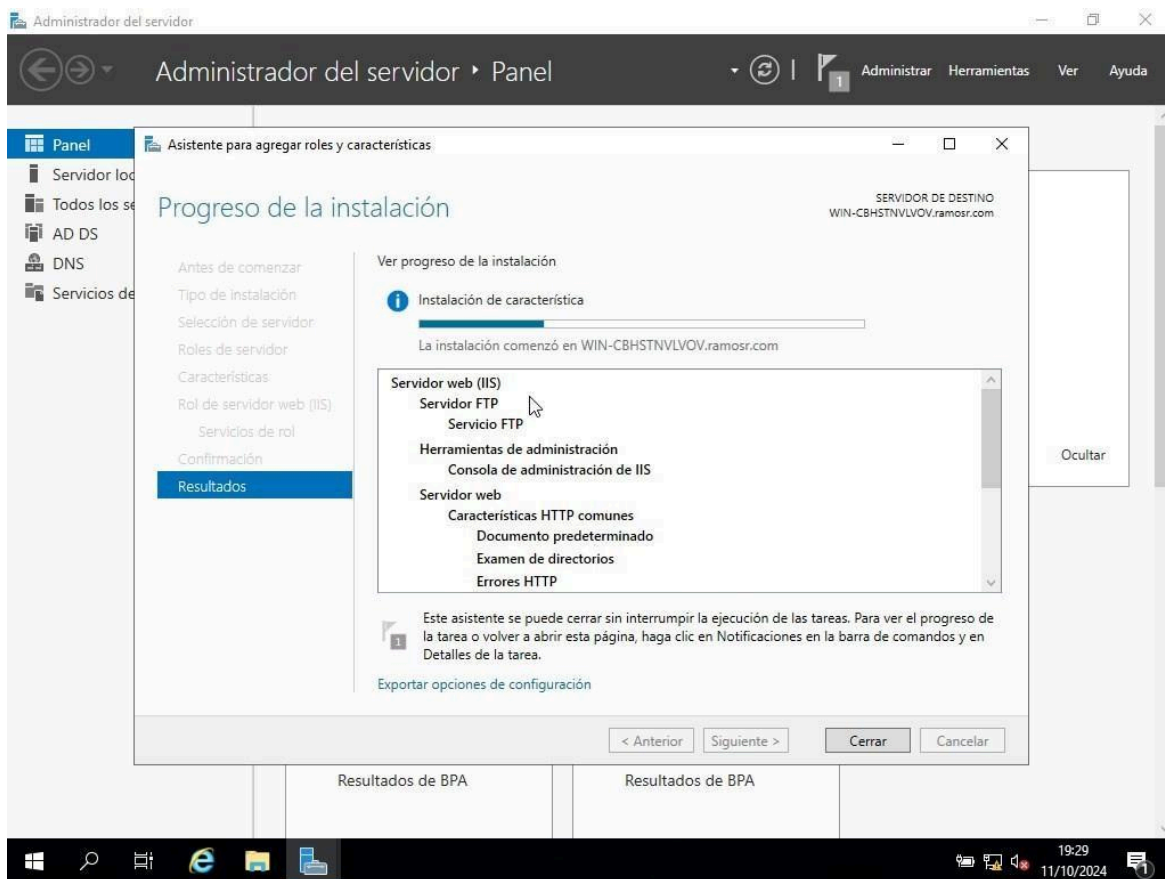 Administrador del servidor
Administrador del servidor ‣ Panel
1
Administrar Herramientas Ver Ayuda
Panel
Servidor loc
Todos los se
AD DS
DNS
Servicios de
Asistente para agregar roles y características
Progreso de la instalación
SERVIDOR DE DESTINO
WIN-CBHSTNVLVOV.ramosr.com
Antes de comenzar
Tipo de instalación
Selección de servidor
Roles de servidor
Características
Rol de servidor web (IIS)
Servicios de rol
Confirmación
Resultados
Ver progreso de la instalación
Instalación de característica
La instalación comenzó en WIN-CBHSTNVLVOV.ramosr.com
Servidor web (IIS)
Servidor FTP
Servicio FTP
Herramientas de administración
Consola de administración de IIS
Servidor web
Características HTTP comunes
Documento predeterminado
Examen de directorios
Errores HTTP
1
Este asistente se puede cerrar sin interrumpir la ejecución de las tareas. Para ver el progreso de
la tarea o volver a abrir esta página, haga clic en Notificaciones en la barra de comandos y en
Detalles de la tarea.
Exportar opciones de configuración
< Anterior Siguiente > Cerrar Cancelar
Ocultar
Resultados de BPA Resultados de BPA
19:29
11/10/2024
1